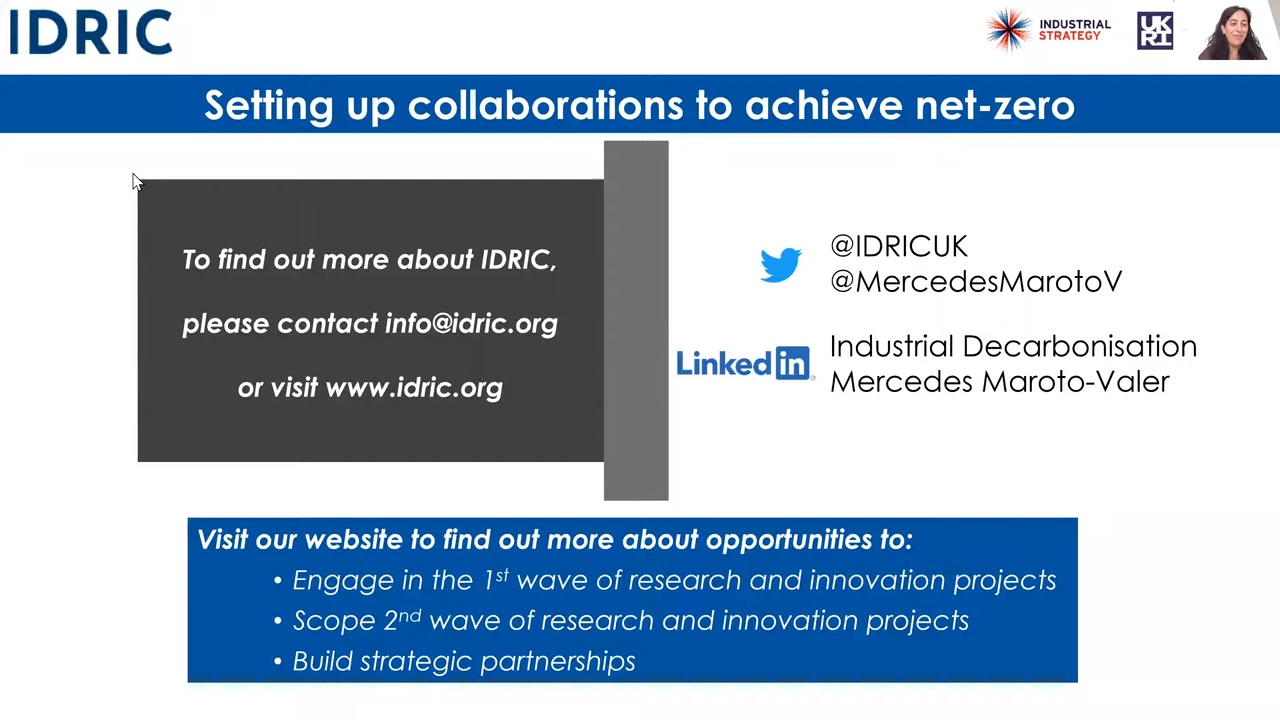 IDRIC
INDUSTRIAL
STRATEGY
UK
RI
Setting up collaborations to achieve net-zero
To find out more about IDRIC,
please contact info@idric.org
or visit www.idric.org
@IDRICUK
@MercedesMarotoV
Linked in
Industrial Decarbonisation
Mercedes Maroto-Valer
Visit our website to find out more about opportunities to:
• Engage in the 1st wave of research and innovation projects
• Scope 2nd wave of research and innovation projects
• Build strategic partnerships